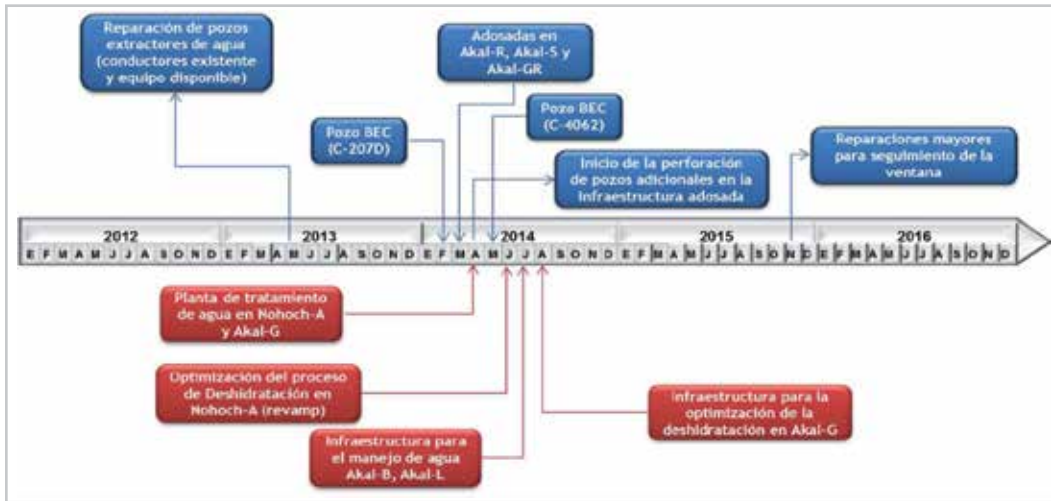 Reparación de pozos
extractores de agua
(conductores existente
y equipo disponible)
Adosadas en
Akal-R, Akal-S y
Akal-GR
Pozo BEC
(C-207D)
Pozo BEC
(C-4062)
Inicio de la perforación
de pozos adicionales en la
infraestructura adosada
Reparaciones mayores
para seguimiento de la
ventana
2012 2013 2014 2015 2016
E F M A M J J A S O N D E F M A M J J A S O N D E F M A M J J A S O N D E F M A M J J A S O N D E F M A M J J A S O N D
Planta de tratamiento
de agua en Nohoch-A
y Akal-G
Optimización del proceso
de Deshidratación en
Nohoch-A (revamp)
Infraestructura para
el manejo de agua
Akal-B, Akal-L
Infraestructura para la
optimización de la
deshidratación en Akal-G